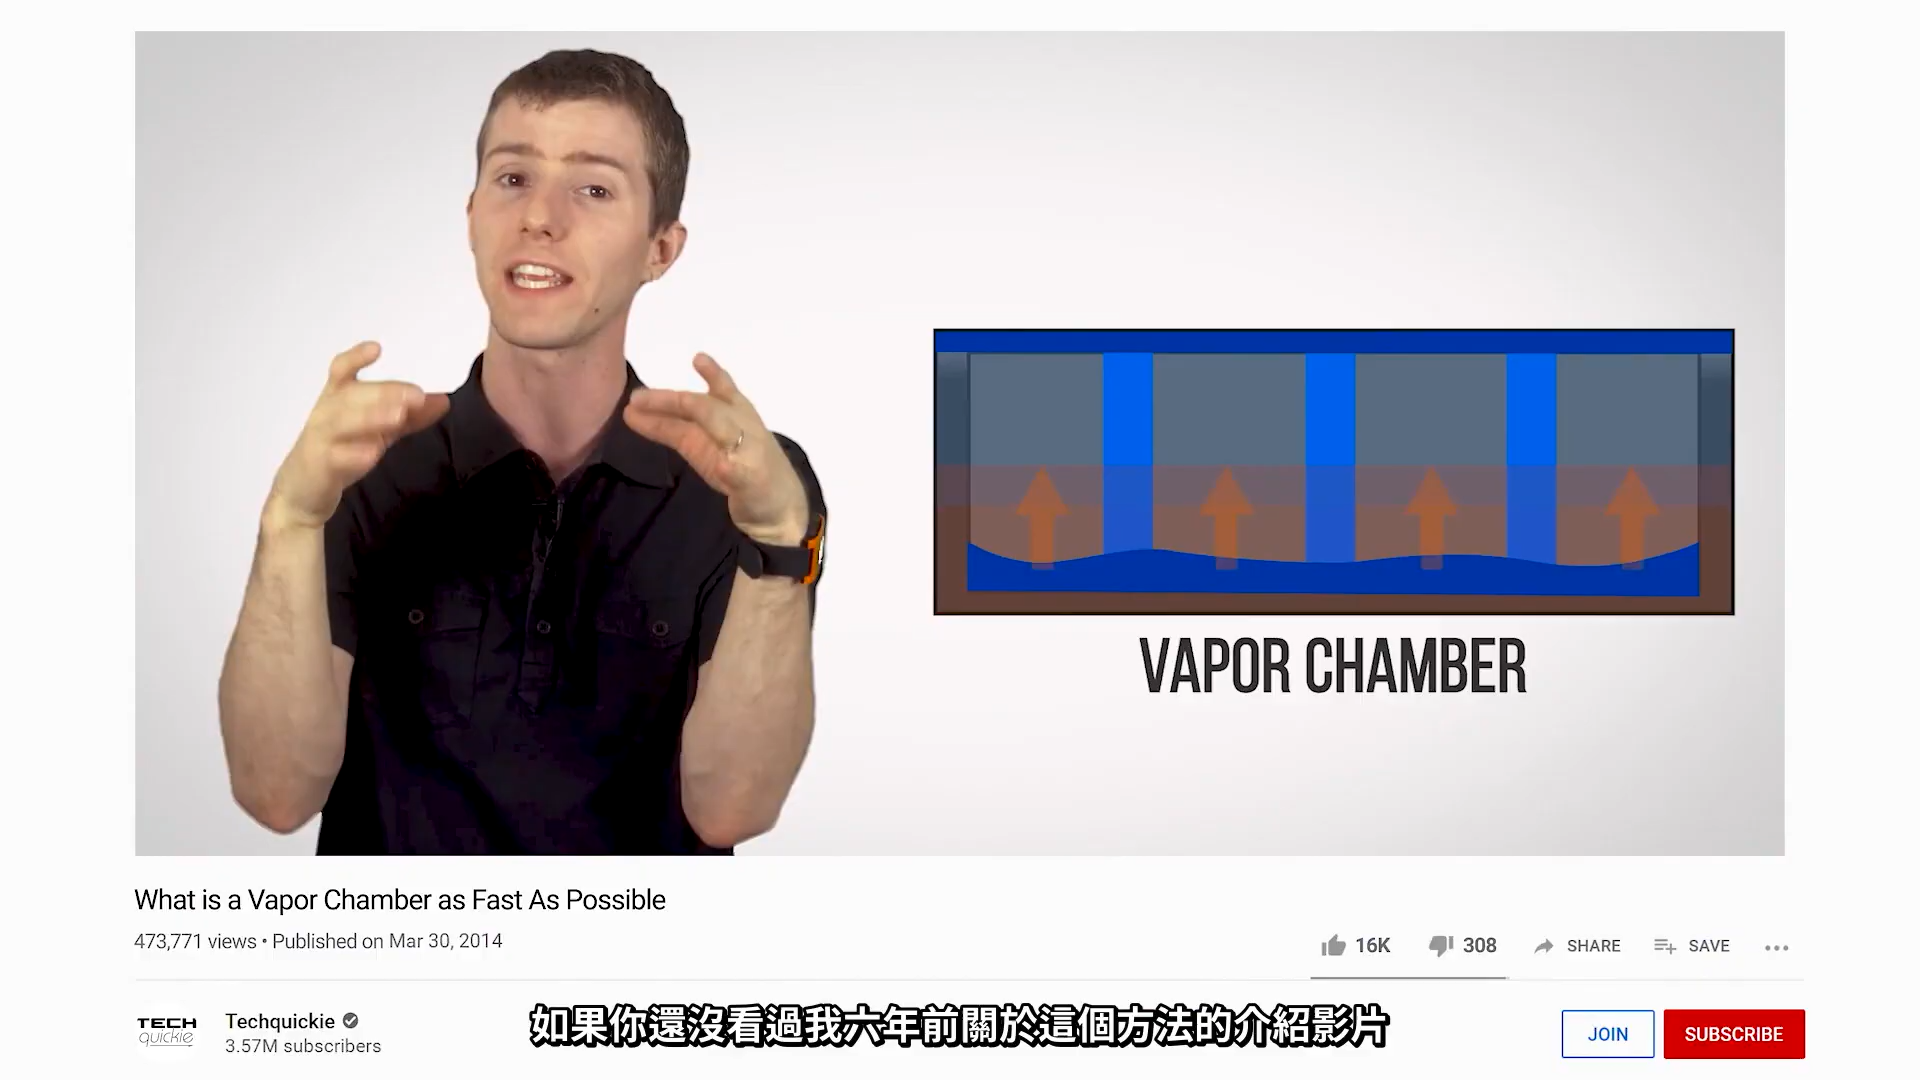 VAPOR CHAMBER
What is a Vapor Chamber as Fast As Possible
473,771 views • Published on Mar 30, 2014
16K 308 SHARE SAVE
TECH
quickie
Techquickie
3.57M subscribers
如果你還沒看過我六年前關於這個方法的介紹影片
JOIN SUBSCRIBE